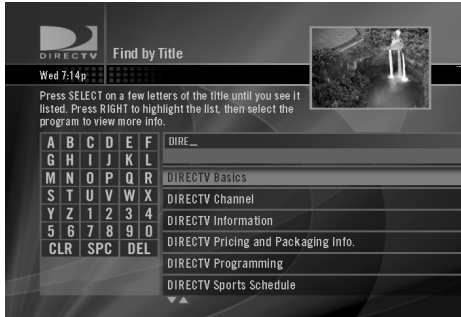 DIRECTV
Find by Title
Wed 7:14p
Press SELECT on a few letters of the title until you see it
listed. Press RIGHT to highlight the list, then select the
program to view more info.
A B C D E F
G H I J K L
M N O P Q R
S T U V W X
Y Z 1 2 3 4
5 6 7 8 9 0
CLR SPC DEL
DIRE_
DIRECTV Basics
DIRECTV Channel
DIRECTV Information
DIRECTV Pricing and Packaging Info.
DIRECTV Programming
DIRECTV Sports Schedule